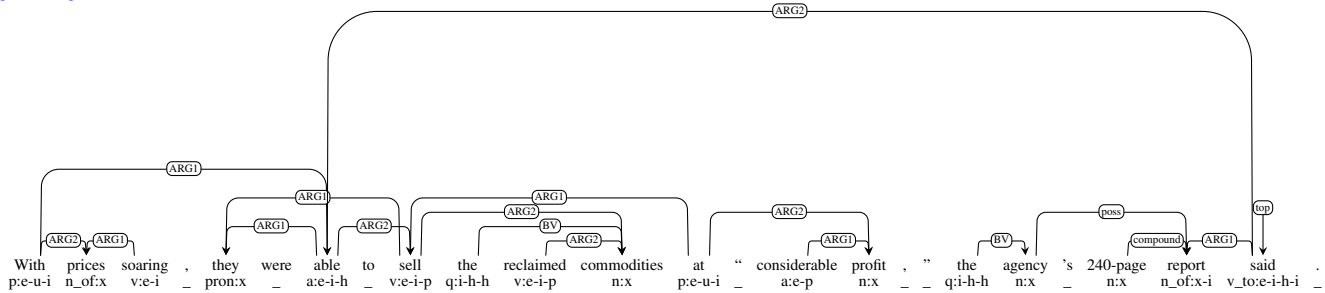 ARG2
ARG1
ARG1 ARG1
ARG2 ARG2 poss top
ARG1 ARG2 BV
ARG2 ARG1 ARG2 ARG1 BV compound ARG1
With prices soaring , they were able to sell the reclaimed commodities at “ considerable profit , ” the agency ’s 240-page report said .
p:e-u-i n_of:x v:e-i _ pron:x _ a:e-i-h _ v:e-i-p q:i-h-h v:e-i-p n:x p:e-u-i _ a:e-p n:x _ _ q:i-h-h n:x _ n:x n_of:x-i v_to:e-i-h-i _